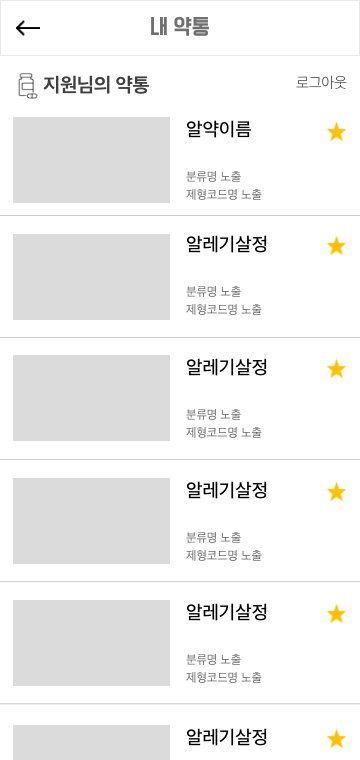 내 약통
지원님의 약통
로그아웃
알약이름
분류명 노출
제형코드명 노출
알레기살정
분류명 노출
제형코드명 노출
알레기살정
분류명 노출
제형코드명 노출
알레기살정
분류명 노출
제형코드명 노출
알레기살정
분류명 노출
제형코드명 노출
알레기살정